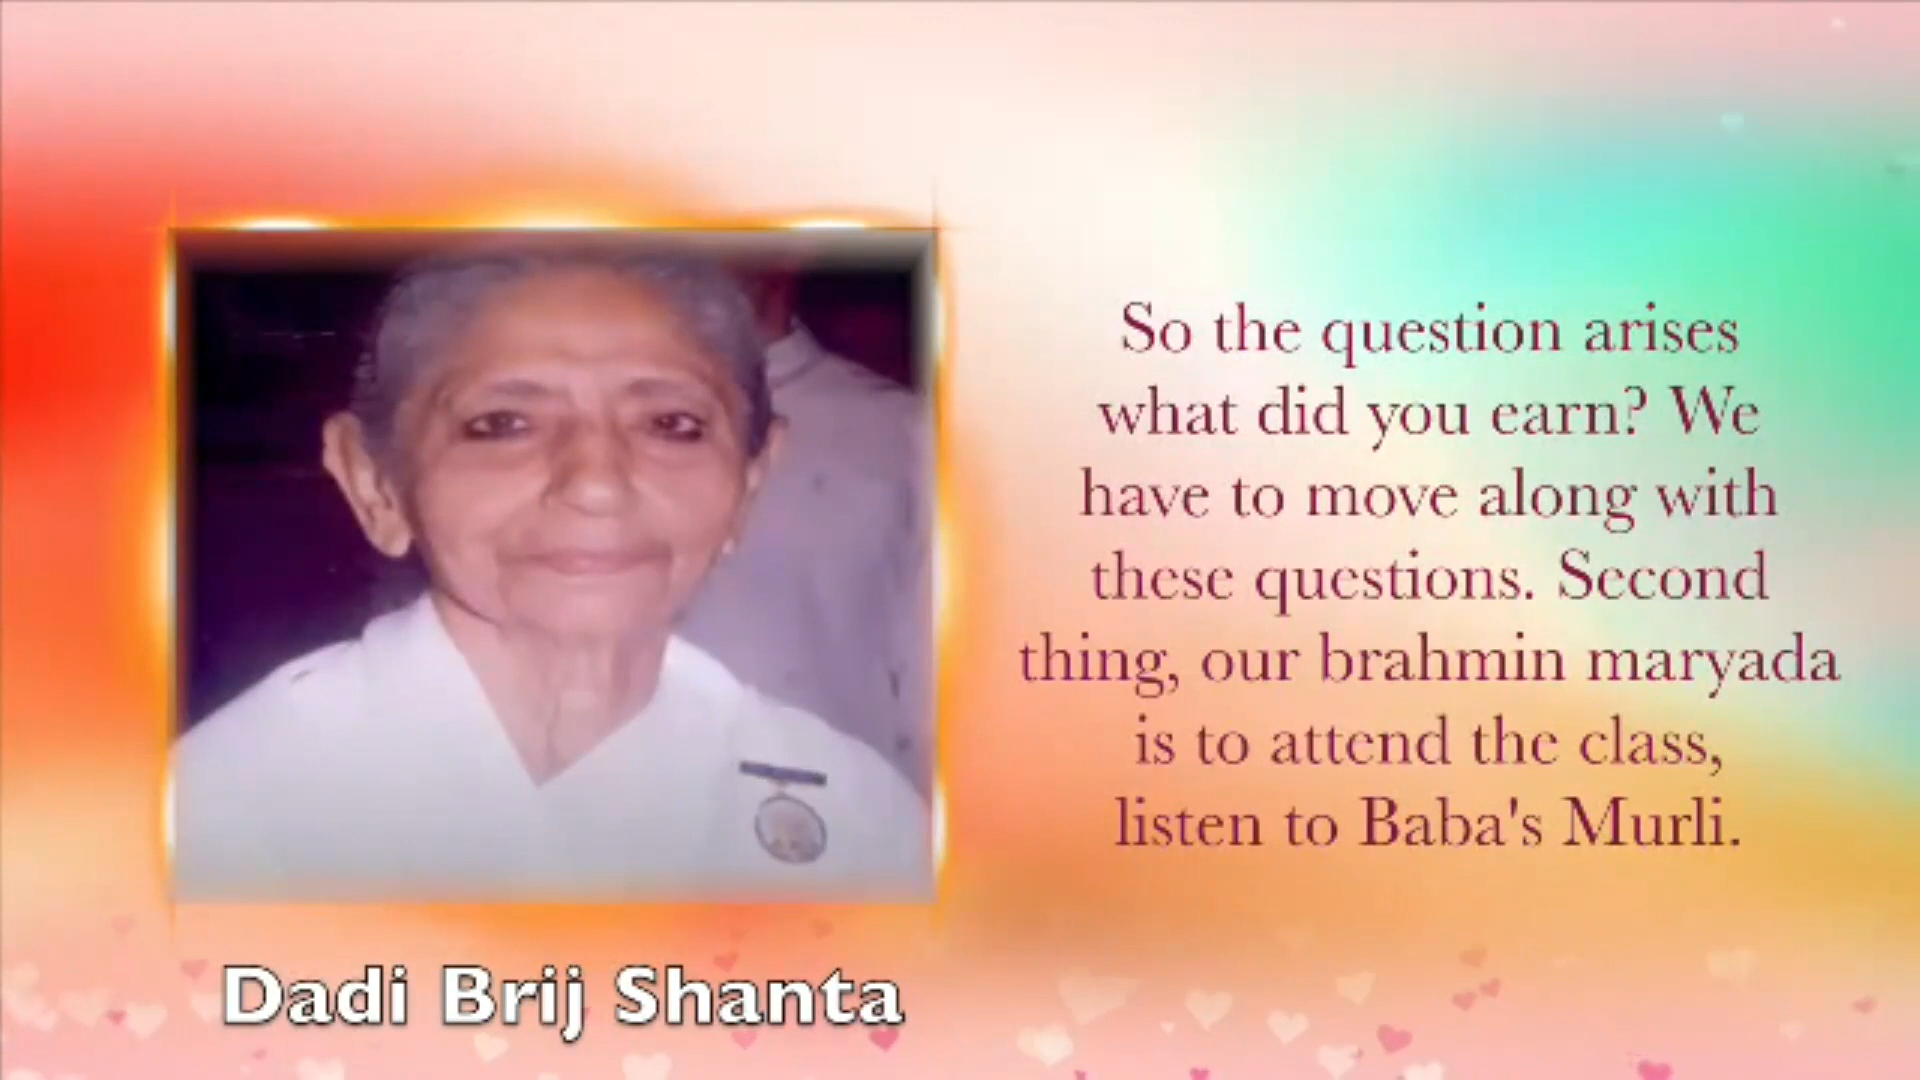 So the question arises
what did you earn? We
have to move along with
these questions. Second
thing, our brahmin maryada
is to attend the class,
listen to Baba's Murli.
Dadi Brij Shanta